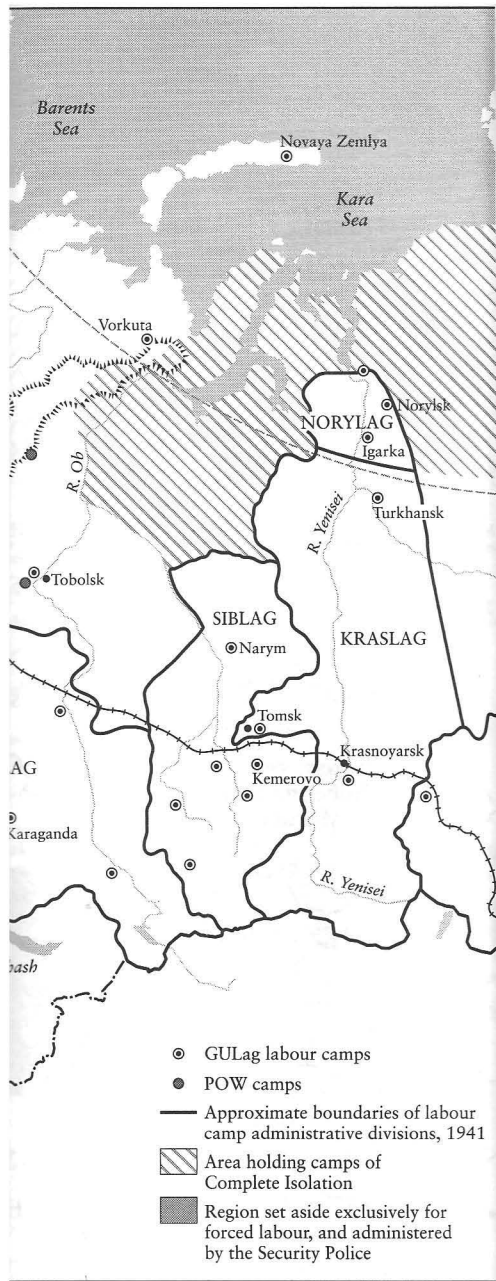 Barents
Sea
Novaya Zemlya
Kara
Sea
Vorkuta
NORYLAG
Norylsk
Igarka
R. Ob
R. Yenisei
Turkhansk
Tobolsk
SIBLAG
Narym
KRASLAG
Tomsk
Krasnoyarsk
AG
Kemerovo
Karaganda
R. Yenisei
hash
GULag labour camps
POW camps
Approximate boundaries of labour
camp administrative divisions, 1941
Area holding camps of
Complete Isolation
Region set aside exclusively for
forced labour, and administered
by the Security Police